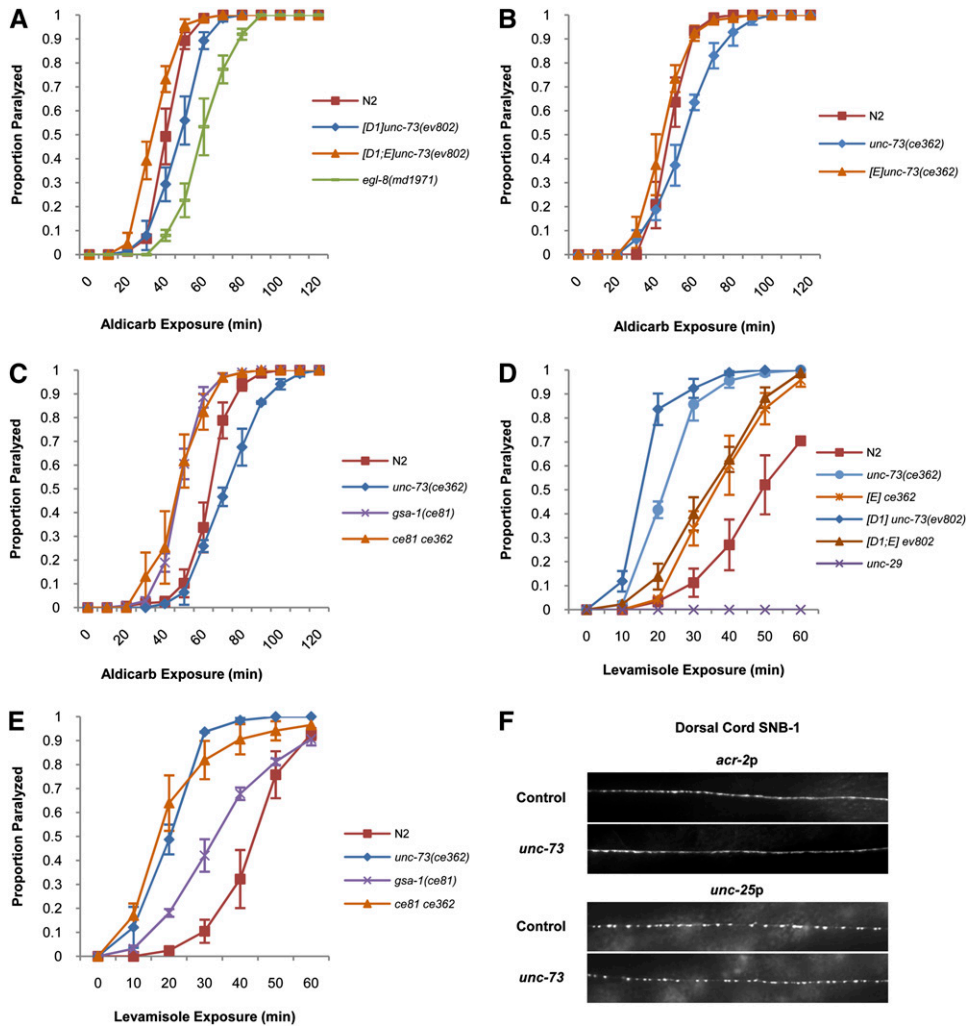 A
Proportion Paralyzed
1
0.9
0.8
0.7
0.6
0.5
0.4
0.3
0.2
0.1
0
0
20
40
60
80
100
120
Aldicarb Exposure (min)
N2
[D1]unc-73(ev802)
[D1;E]unc-73(ev802)
egl-8(md1971)
B
Proportion Paralyzed
1
0.9
0.8
0.7
0.6
0.5
0.4
0.3
0.2
0.1
0
0
20
40
60
80
100
120
Aldicarb Exposure (min)
N2
unc-73(ce362)
[E]unc-73(ce362)
C
Proportion Paralyzed
1
0.9
0.8
0.7
0.6
0.5
0.4
0.3
0.2
0.1
0
0
20
40
60
80
100
120
Aldicarb Exposure (min)
N2
unc-73(ce362)
gsa-1(ce81)
ce81 ce362
D
Proportion Paralyzed
1
0.9
0.8
0.7
0.6
0.5
0.4
0.3
0.2
0.1
0
0
10
20
30
40
50
60
Levamisole Exposure (min)
N2
unc-73(ce362)
[E] ce362
[D1] unc-73(ev802)
[D1;E] ev802
unc-29
E
Proportion Paralyzed
1
0.9
0.8
0.7
0.6
0.5
0.4
0.3
0.2
0.1
0
0
10
20
30
40
50
60
Levamisole Exposure (min)
N2
unc-73(ce362)
gsa-1(ce81)
ce81 ce362
F
Dorsal Cord SNB-1
acr-2p
Control
unc-73
unc-25p
Control
unc-73